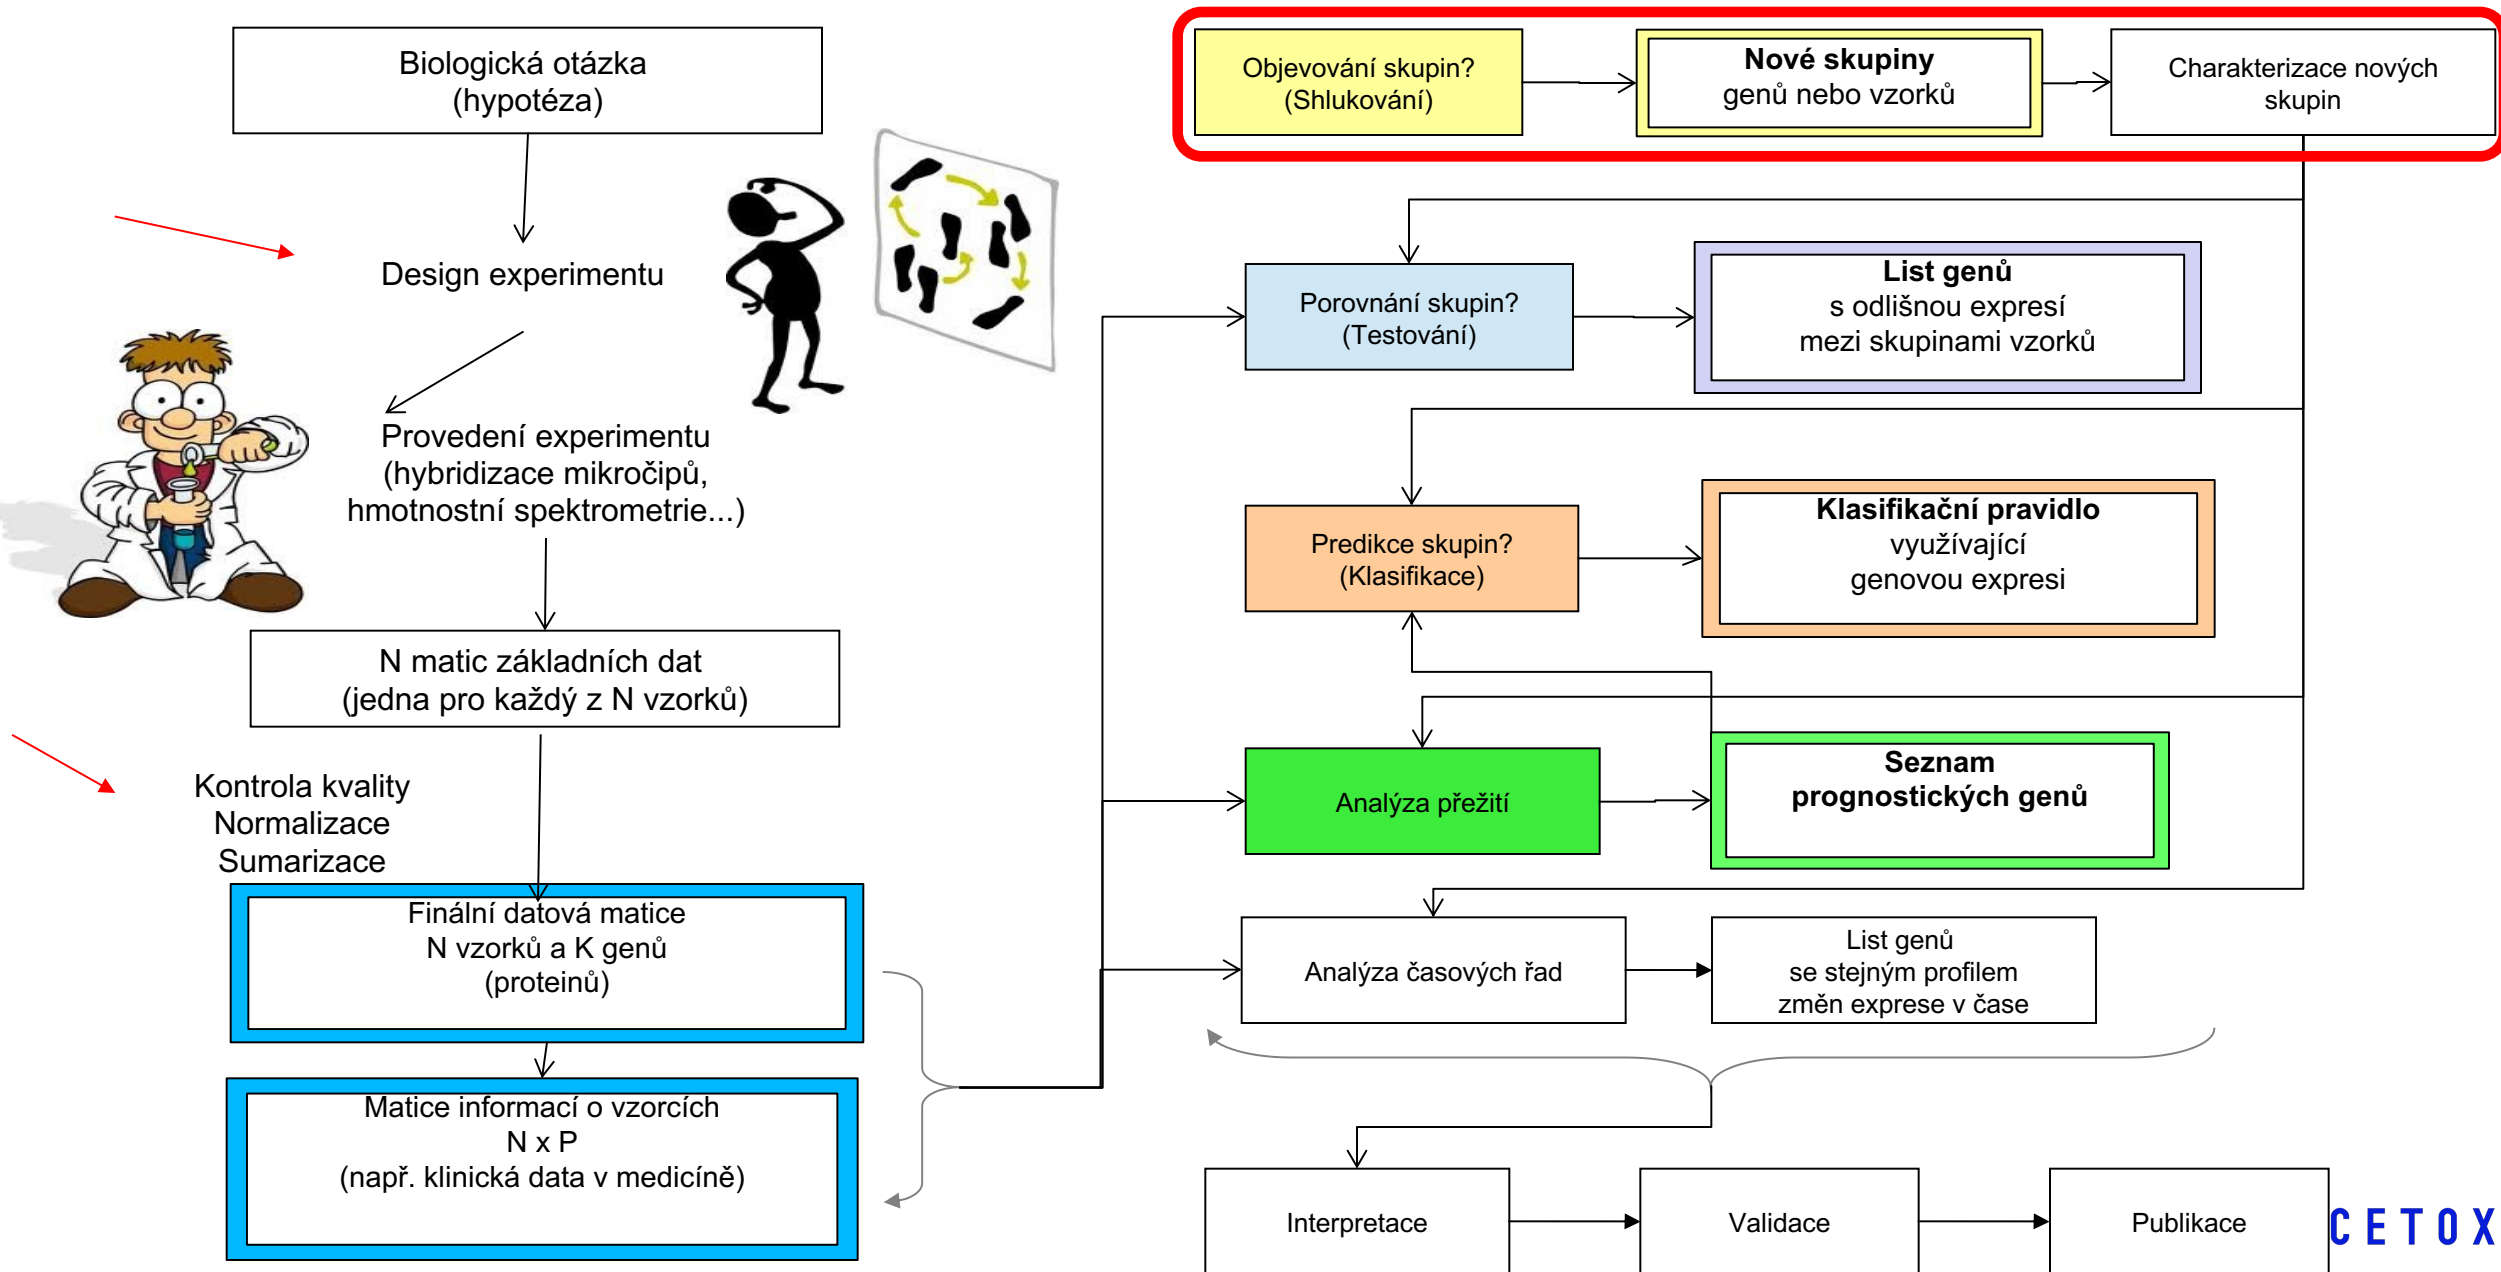 Biologická otázka
(hypotéza)
Design experimentu
Provedení experimentu
(hybridizace mikročipů,
hmotnostní spektrometrie...)
N matic základních dat
(jedna pro každý z N vzorků)
Kontrola kvality
Normalizace
Sumarizace
Finální datová matice
N vzorků a K genů
(proteinů)
Matice informací o vzorcích
N x P
(např. klinická data v medicíně)
Objevování skupin?
(Shlukování)
Nové skupiny
genů nebo vzorků
Charakterizace nových
skupin
Porovnání skupin?
(Testování)
List genů
s odlišnou expresí
mezi skupinami vzorků
Predikce skupin?
(Klasifikace)
Klasifikační pravidlo
využívající
genovou expresi
Analýza přežití
Seznam
prognostických genů
Analýza časových řad
List genů
se stejným profilem
změn exprese v čase
Interpretace
Validace
Publikace
CETOX